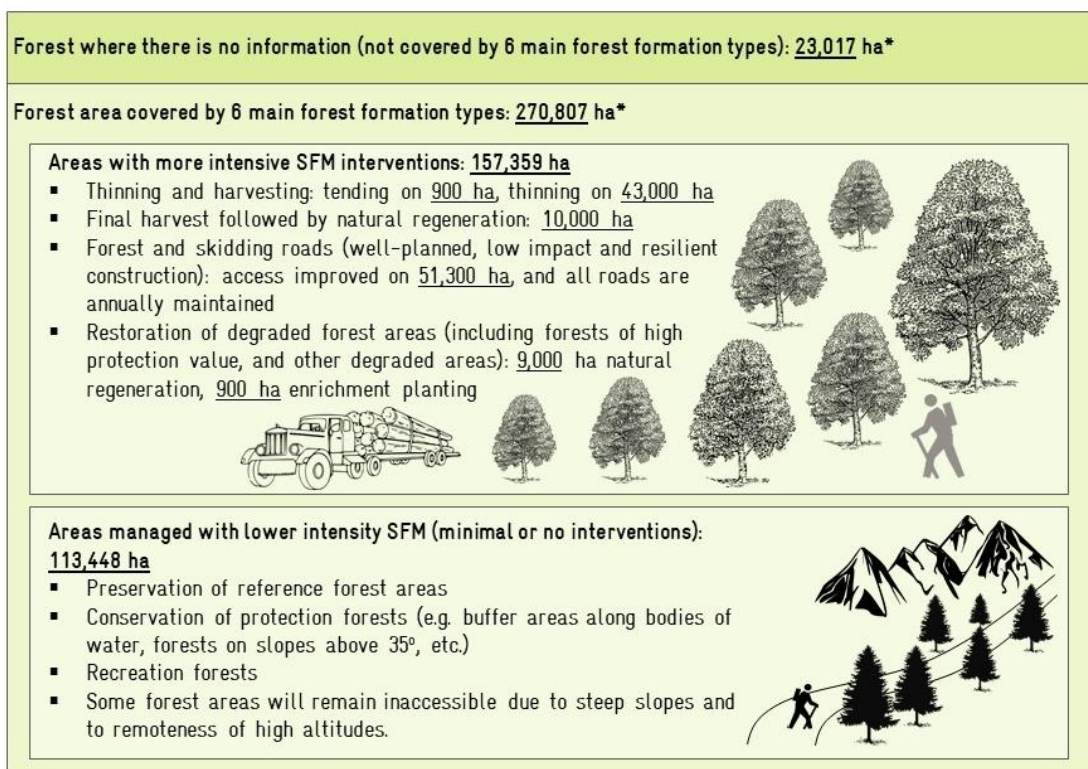 Forest where there is no information (not covered by 6 main forest formation types): 23,017 ha*
Forest area covered by 6 main forest formation types: 270,807 ha*
Areas with more intensive SFM interventions: 157,359 ha
▪ Thinning and harvesting: tending on 900 ha, thinning on 43,000 ha
▪ Final harvest followed by natural regeneration: 10,000 ha
▪ Forest and skidding roads (well-planned, low impact and resilient
construction): access improved on 51,300 ha, and all roads are
annually maintained
▪ Restoration of degraded forest areas (including forests of high
protection value, and other degraded areas): 9,000 ha natural
regeneration, 900 ha enrichment planting
Areas managed with lower intensity SFM (minimal or no interventions):
113,448 ha
▪ Preservation of reference forest areas
▪ Conservation of protection forests (e.g. buffer areas along bodies of
water, forests on slopes above 35º, etc.)
▪ Recreation forests
▪ Some forest areas will remain inaccessible due to steep slopes and
to remoteness of high altitudes.